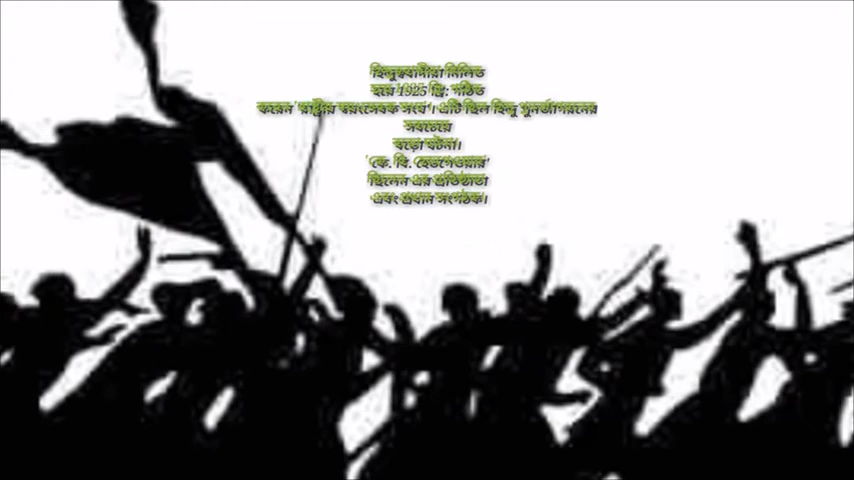 হিন্দুত্ববাদীরা মিলিত
হয়ে 1925 খ্রি: গঠিত
করেন 'রাষ্ট্রীয় স্বয়ংসেবক সংঘ'। এটি ছিল হিন্দু পুনর্জাগরনের
সবচেয়ে
বড়ো ঘটনা।
'কে. বি. হেডগেওয়ার'
ছিলেন এর প্রতিষ্ঠাতা
এবং প্রধান সংগঠক।